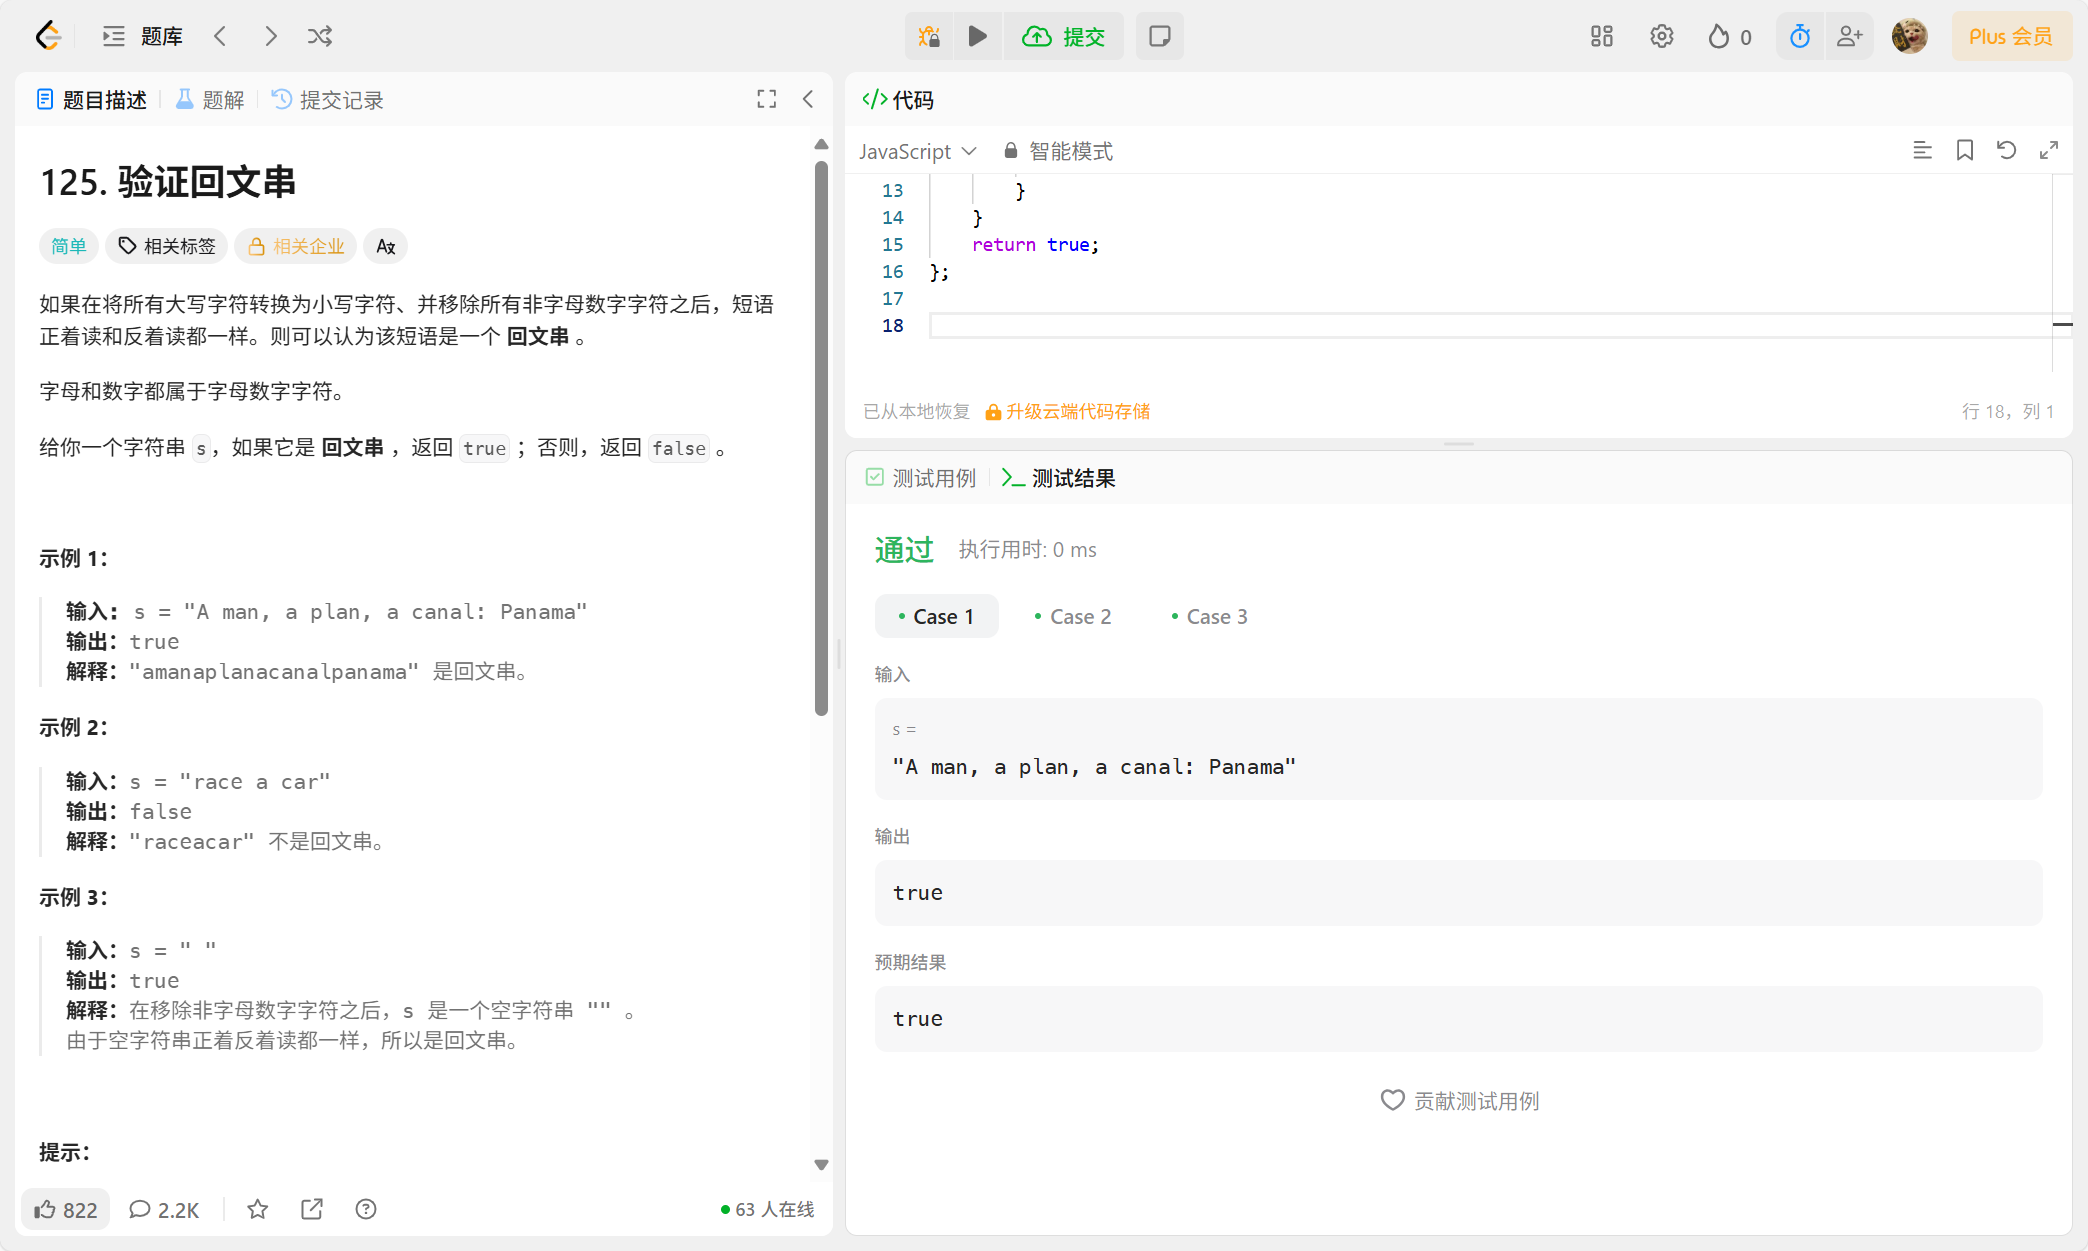 题库
提交
0
Plus 会员
题目描述
题解
提交记录
125. 验证回文串
简单
相关标签
相关企业
如果在将所有大写字符转换为小写字符、并移除所有非字母数字字符之后，短语
正着读和反着读都一样。则可以认为该短语是一个 回文串 。
字母和数字都属于字母数字字符。
给你一个字符串 s，如果它是 回文串 ，返回 true ；否则，返回 false 。
示例 1：
输入: s = "A man, a plan, a canal: Panama"
输出：true
解释："amanaplanacanalpanama" 是回文串。
示例 2：
输入：s = "race a car"
输出：false
解释："raceacar" 不是回文串。
示例 3：
输入：s = " "
输出：true
解释：在移除非字母数字字符之后，s 是一个空字符串 "" 。
由于空字符串正着反着读都一样，所以是回文串。
提示：
822
2.2K
63 人在线
</> 代码
JavaScript
智能模式
13 }
14 }
15 return true;
16 };
17
18
已从本地恢复
升级云端代码存储
行 18，列 1
测试用例
测试结果
通过
执行用时: 0 ms
Case 1
Case 2
Case 3
输入
s =
"A man, a plan, a canal: Panama"
输出
true
预期结果
true
贡献测试用例